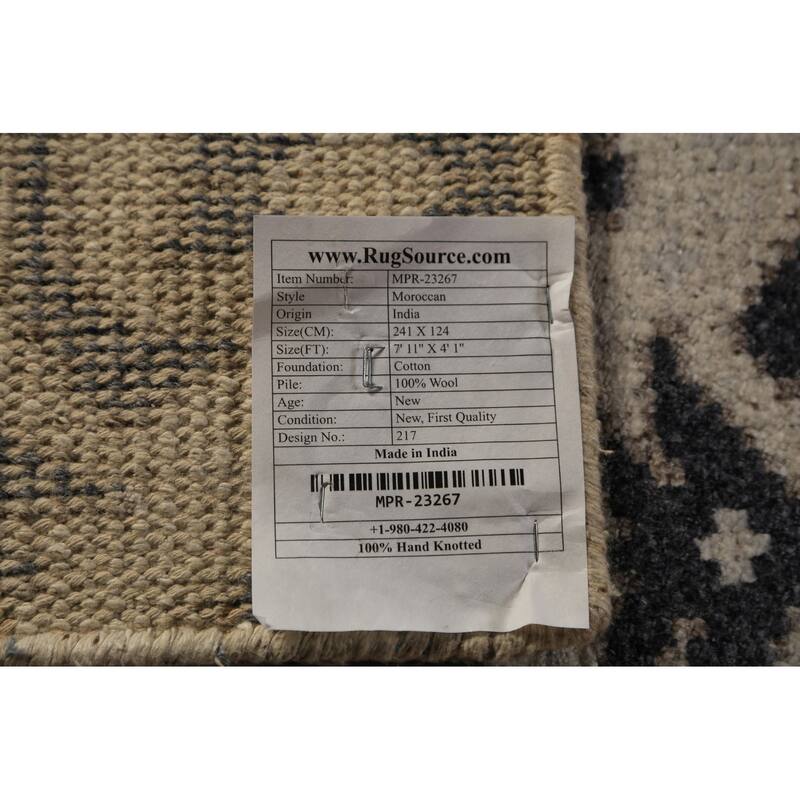 www.RugSource.com
Item Number: MPR-23267
Style Moroccan
Origin India
Size(CM): 241 X 124
Size(FT): 7' 11" X 4' 1"
Foundation: Cotton
Pile: 100% Wool
Age: New
Condition: New, First Quality
Design No.: 217
Made in India
MPR-23267
+1-980-422-4080
100% Hand Knotted